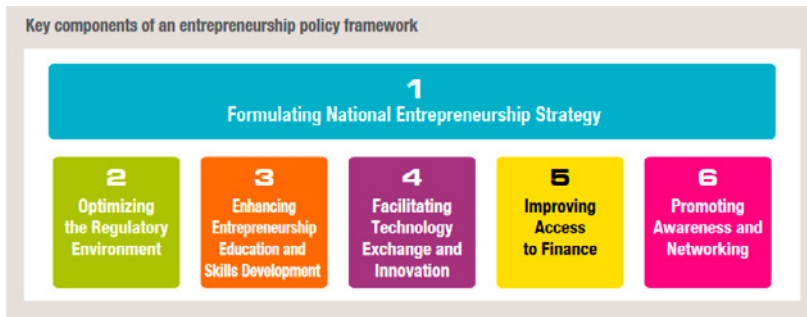 Key components of an entrepreneurship policy framework
1
Formulating National Entrepreneurship Strategy
2
Optimizing
the Regulatory
Environment
3
Enhancing
Entrepreneurship
Education and
Skills Development
4
Facilitating
Technology
Exchange and
Innovation
5
Improving
Access
to Finance
6
Promoting
Awareness and
Networking